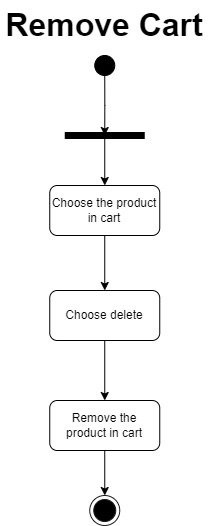 Remove Cart
Choose the product
in cart
Choose delete
Remove the
product in cart